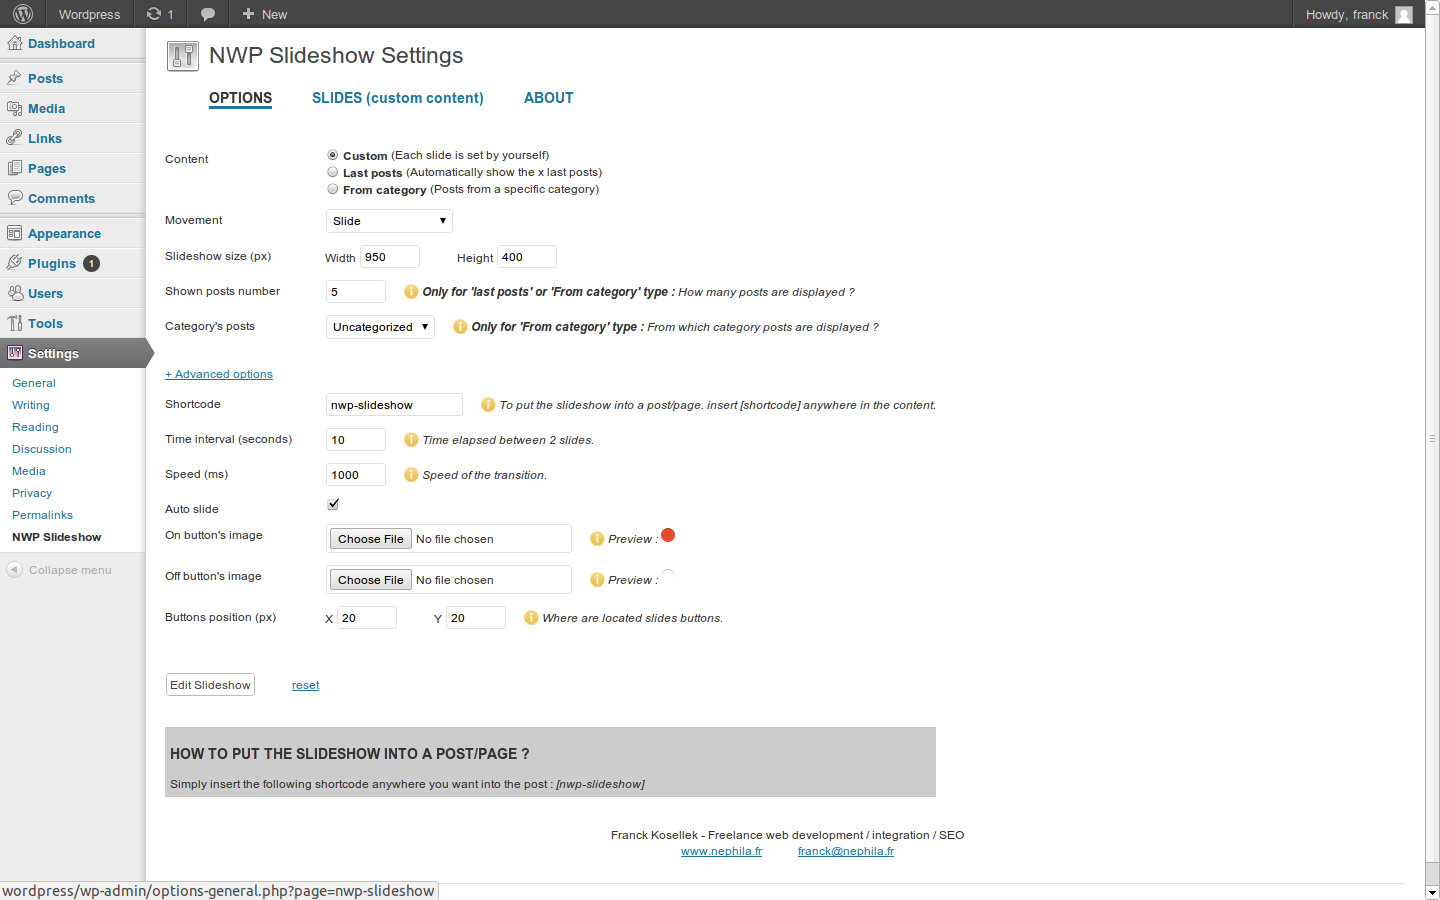 Wordpress 1 New Howdy, franck
Dashboard
Posts
Media
Links
Pages
Comments
Appearance
Plugins 1
Users
Tools
Settings
General
Writing
Reading
Discussion
Media
Privacy
Permalinks
NWP Slideshow
Collapse menu
NWP Slideshow Settings
OPTIONS SLIDES (custom content) ABOUT
Content
Custom (Each slide is set by yourself)
Last posts (Automatically show the x last posts)
From category (Posts from a specific category)
Movement Slide
Slideshow size (px) Width 950 Height 400
Shown posts number 5 Only for 'last posts' or 'From category' type : How many posts are displayed ?
Category's posts Uncategorized Only for 'From category' type : From which category posts are displayed ?
+ Advanced options
Shortcode nwp-slideshow To put the slideshow into a post/page. insert [shortcode] anywhere in the content.
Time interval (seconds) 10 Time elapsed between 2 slides.
Speed (ms) 1000 Speed of the transition.
Auto slide
On button's image Choose File No file chosen Preview :
Off button's image Choose File No file chosen Preview :
Buttons position (px) X 20 Y 20 Where are located slides buttons.
Edit Slideshow reset
HOW TO PUT THE SLIDESHOW INTO A POST/PAGE ?
Simply insert the following shortcode anywhere you want into the post : [nwp-slideshow]
Franck Kosellek - Freelance web development / integration / SEO
www.nephila.fr franck@nephila.fr
wordpress/wp-admin/options-general.php?page=nwp-slideshow